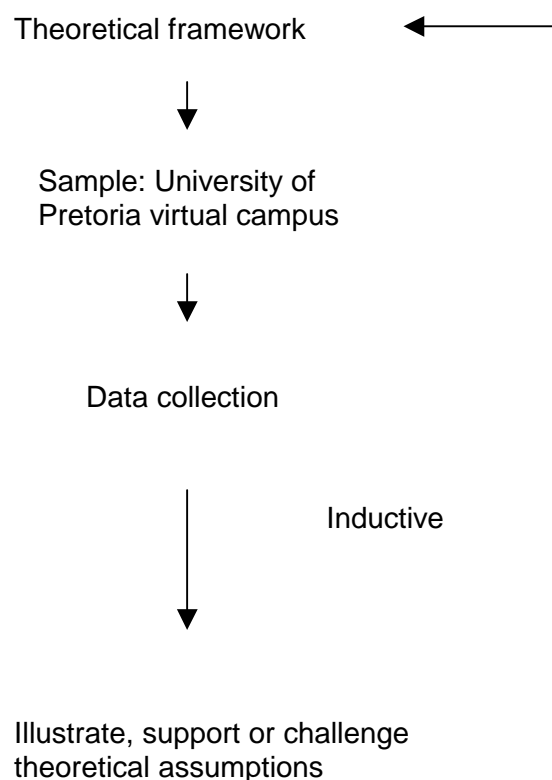 Theoretical framework
Sample: University of
Pretoria virtual campus
Data collection
Inductive
Illustrate, support or challenge
theoretical assumptions